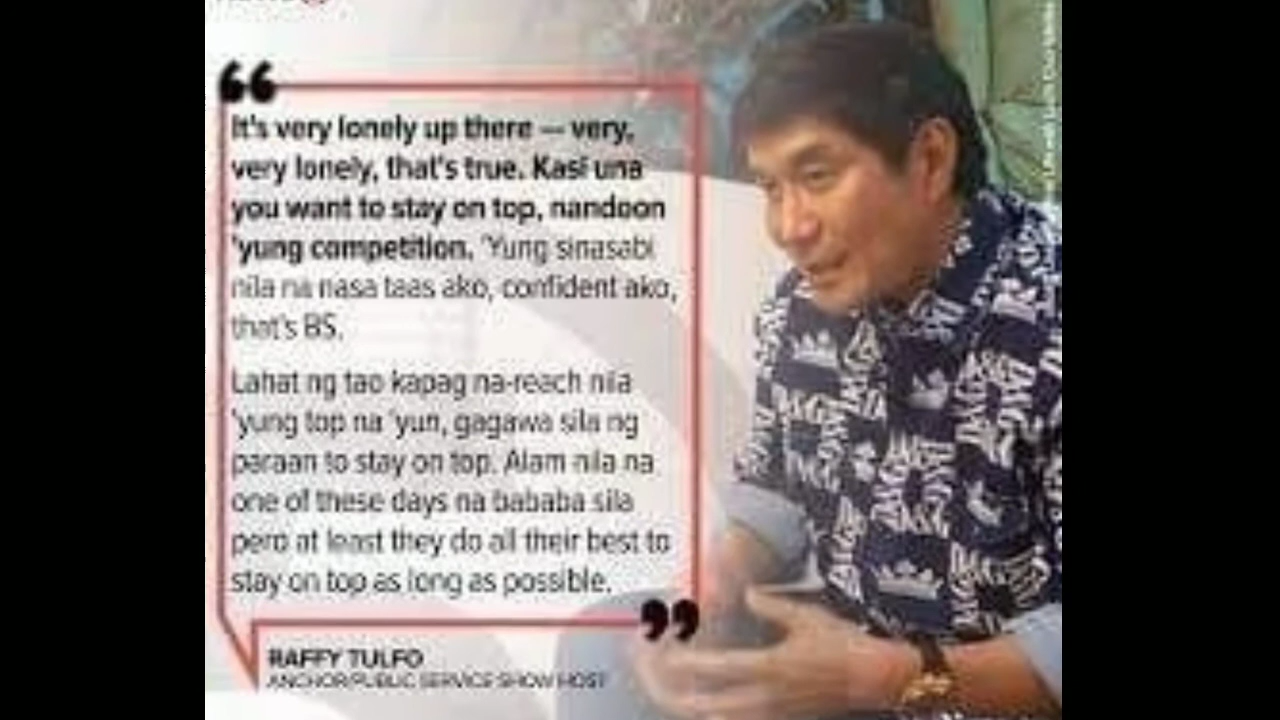 It's very lonely up there — very,
very lonely, that's true. Kasi una
you want to stay on top, nandoon
'yung competition. 'Yung sinasabi
nila na nasa taas ako, confident ako,
that's BS.
Lahat ng tao kapag na-reach nila
'yung top na 'yun, gagawa sila ng
paraan to stay on top. Alam nila na
one of these days na bababa sila
pero at least they do all their best to
stay on top as long as possible.
RAFFY TULFO
ANCHOR/PUBLIC SERVICE SHOW HOST